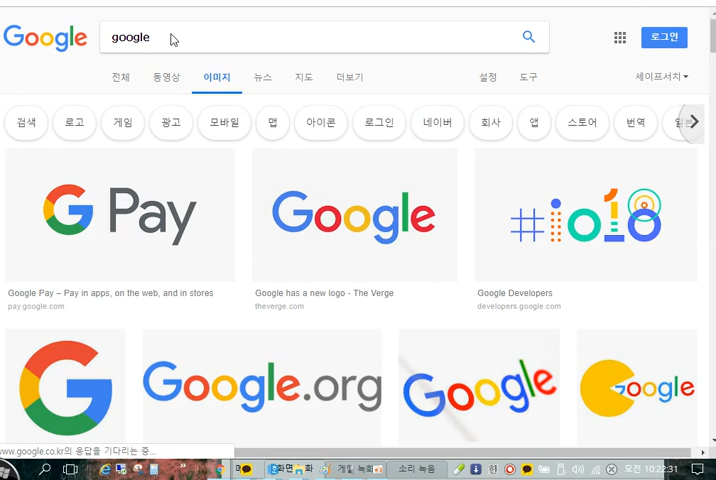 Google google 로그인
전체 동영상 이미지 뉴스 지도 더보기 설정 도구 세이프서치
검색 로고 게임 광고 모바일 맵 아이콘 로그인 네이버 회사 앱 스토어 번역
G Pay Google #io18
Google Pay – Pay in apps, on the web, and in stores Google has a new logo - The Verge Google Developers
pay.google.com theverge.com developers.google.com
G Google.org Google Google
www.google.co.kr의 응답을 기다리는 중...
소리 녹음 오전 10:22:31